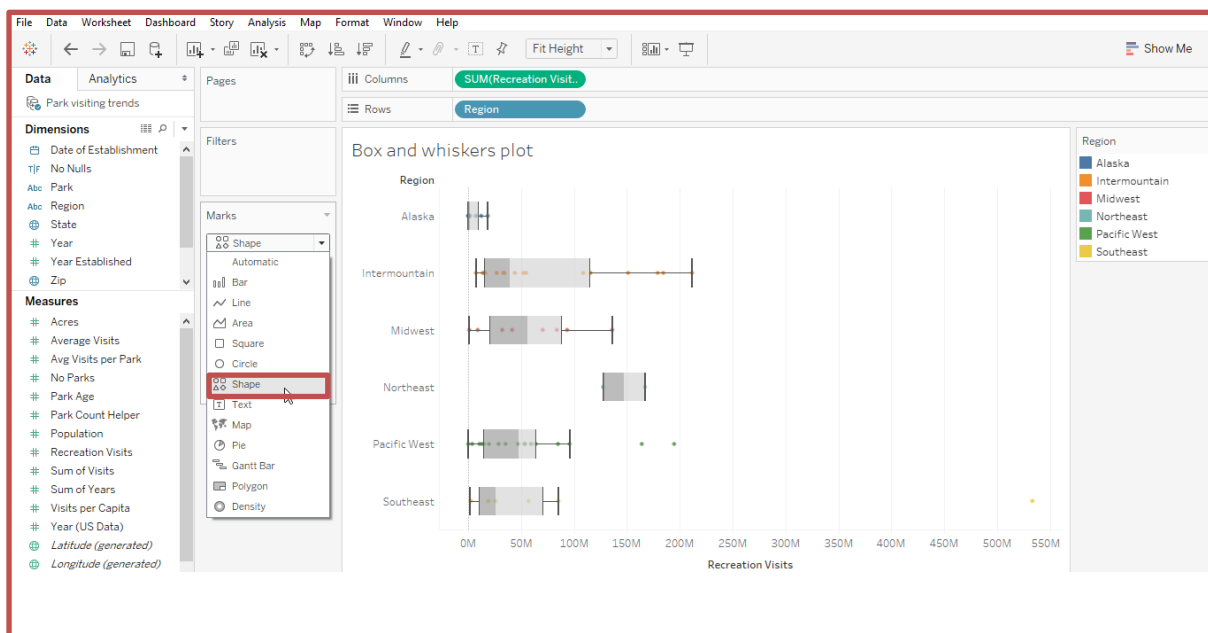 File Data Worksheet Dashboard Story Analysis Map Format Window Help
Fit Height
Show Me
Data Analytics
Park visiting trends
Dimensions
Date of Establishment
T|F No Nulls
Abc Park
Abc Region
State
# Year
# Year Established
Zip
Measures
# Acres
# Average Visits
# Avg Visits per Park
# No Parks
# Park Age
# Park Count Helper
# Population
# Recreation Visits
# Sum of Visits
# Sum of Years
# Visits per Capita
# Year (US Data)
Latitude (generated)
Longitude (generated)
Pages
Filters
Marks
Shape
Automatic
Bar
Line
Area
Square
Circle
Shape
Text
Map
Pie
Gantt Bar
Polygon
Density
Columns SUM(Recreation Visit..
Rows Region
Box and whiskers plot
Region
Alaska
Intermountain
Midwest
Northeast
Pacific West
Southeast
0M 50M 100M 150M 200M 250M 300M 350M 400M 450M 500M 550M
Recreation Visits
Region
Alaska
Intermountain
Midwest
Northeast
Pacific West
Southeast